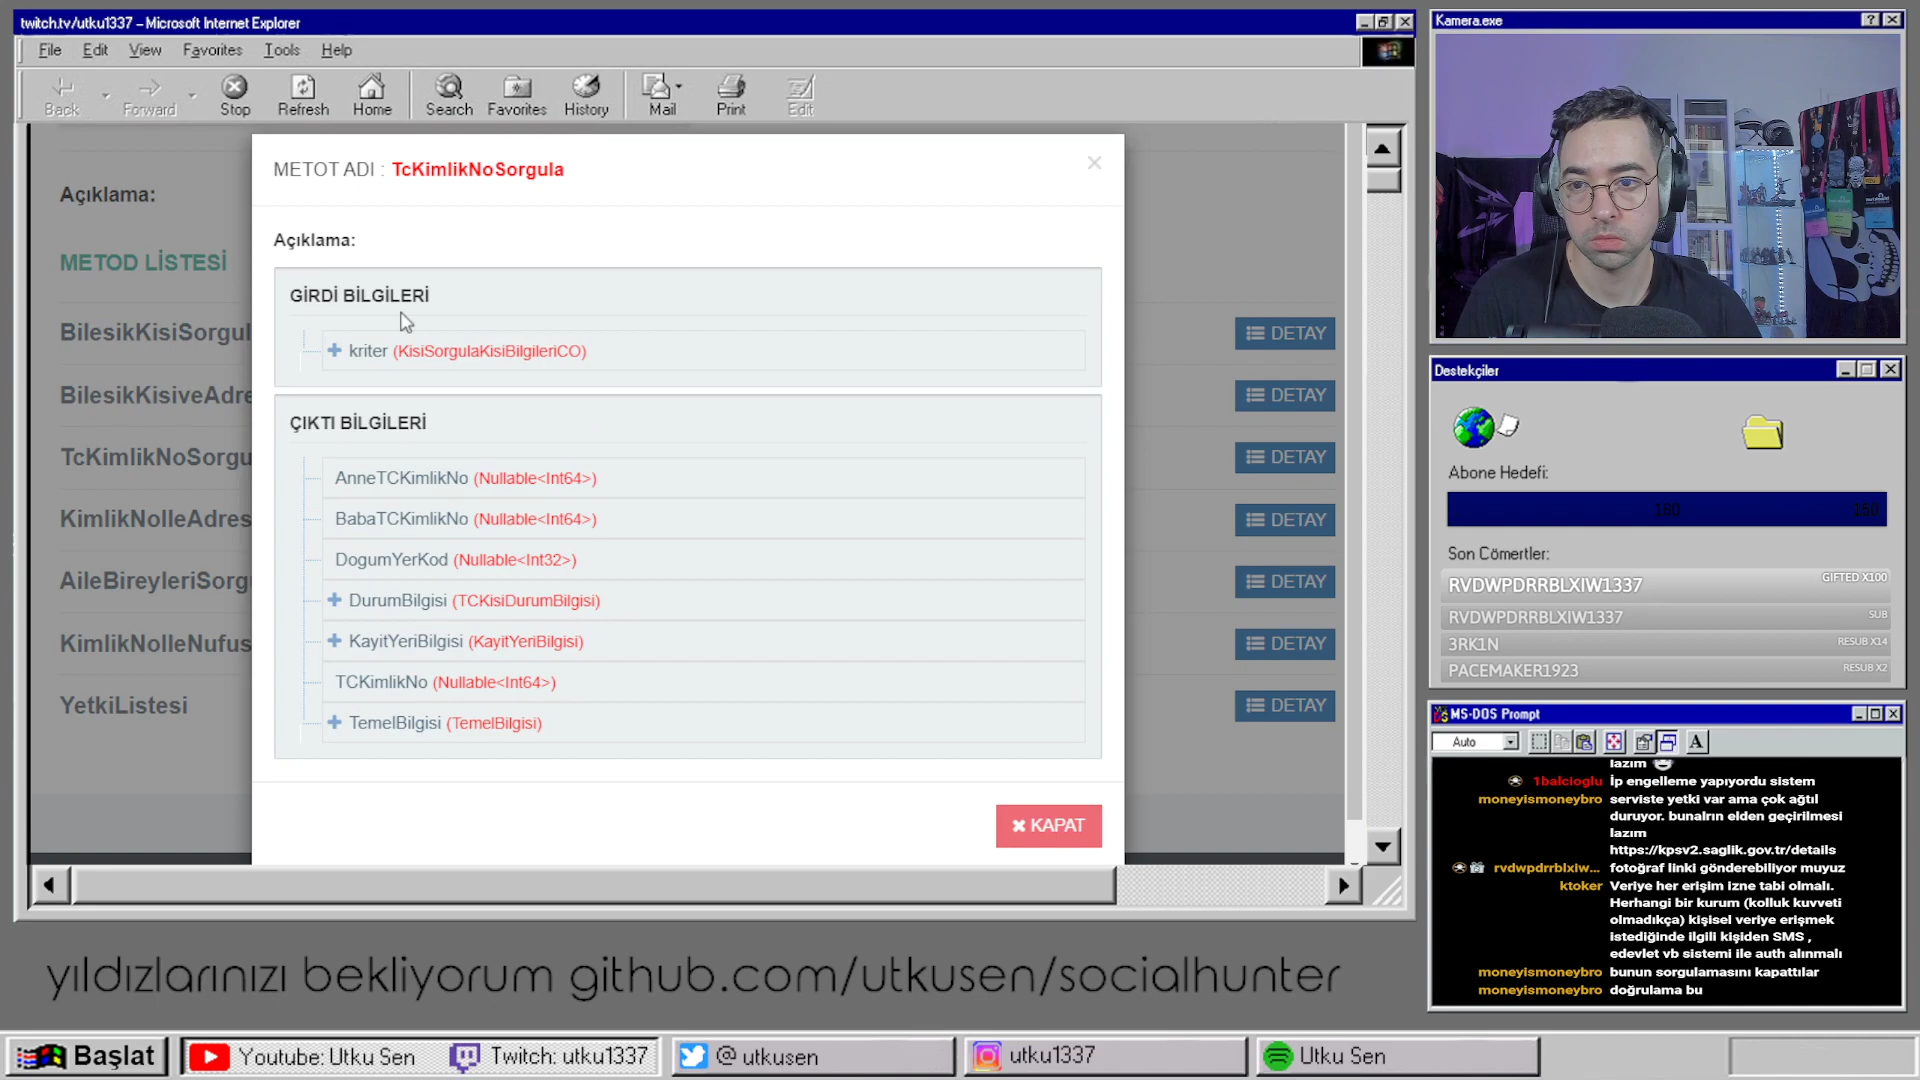 twitch.tv/utku1337 – Microsoft Internet Explorer
File Edit View Favorites Tools Help
Back Forward Stop Refresh Home Search Favorites History Mail Print Edit
METOT ADI : TcKimlikNoSorgula
×
Açıklama:
Açıklama:
METOD LİSTESİ
GİRDİ BİLGİLERİ
kriter (KisiSorgulaKisiBilgileriCO)
ÇIKTI BİLGİLERİ
AnneTCKimlikNo (Nullable<Int64>)
BabaTCKimlikNo (Nullable<Int64>)
DogumYerKod (Nullable<Int32>)
DurumBilgisi (TCKisiDurumBilgisi)
KayitYeriBilgisi (KayitYeriBilgisi)
TCKimlikNo (Nullable<Int64>)
TemelBilgisi (TemelBilgisi)
KAPAT
BilesikKisiSorgul
DETAY
BilesikKisiveAdre
DETAY
TcKimlikNoSorgu
DETAY
KimlikNoIleAdres
DETAY
AileBireyleriSorg
DETAY
KimlikNoIleNufus
DETAY
YetkiListesi
DETAY
Kamera.exe
Destekçiler
Abone Hedefi:
160 150
Son Cömertler:
RVDWPDRRBLXIW1337 GIFTED X100
RVDWPDRRBLXIW1337 SUB
3RK1N RESUB X14
PACEMAKER1923 RESUB X2
MS-DOS Prompt
Auto
A
lazım
1balcioglu İp engelleme yapıyordu sistem
moneyismoneybro serviste yetki var ama çok ağtıl
duruyor. bunalrın elden geçirilmesi
lazım
https://kpsv2.saglik.gov.tr/details
rvdwpdrrblxiw... fotoğraf linki gönderebiliyor muyuz
ktoker Veriye her erişim izne tabi olmalı.
Herhangi bir kurum (kolluk kuvveti
olmadıkça) kişisel veriye erişmek
istediğinde ilgili kişiden SMS ,
edevlet vb sistemi ile auth alınmalı
moneyismoneybro bunun sorgulamasını kapattılar
moneyismoneybro doğrulama bu
yıldızlarınızı bekliyorum github.com/utkusen/socialhunter
Başlat
Youtube: Utku Sen
Twitch: utku1337
@utkusen
utku1337
Utku Sen